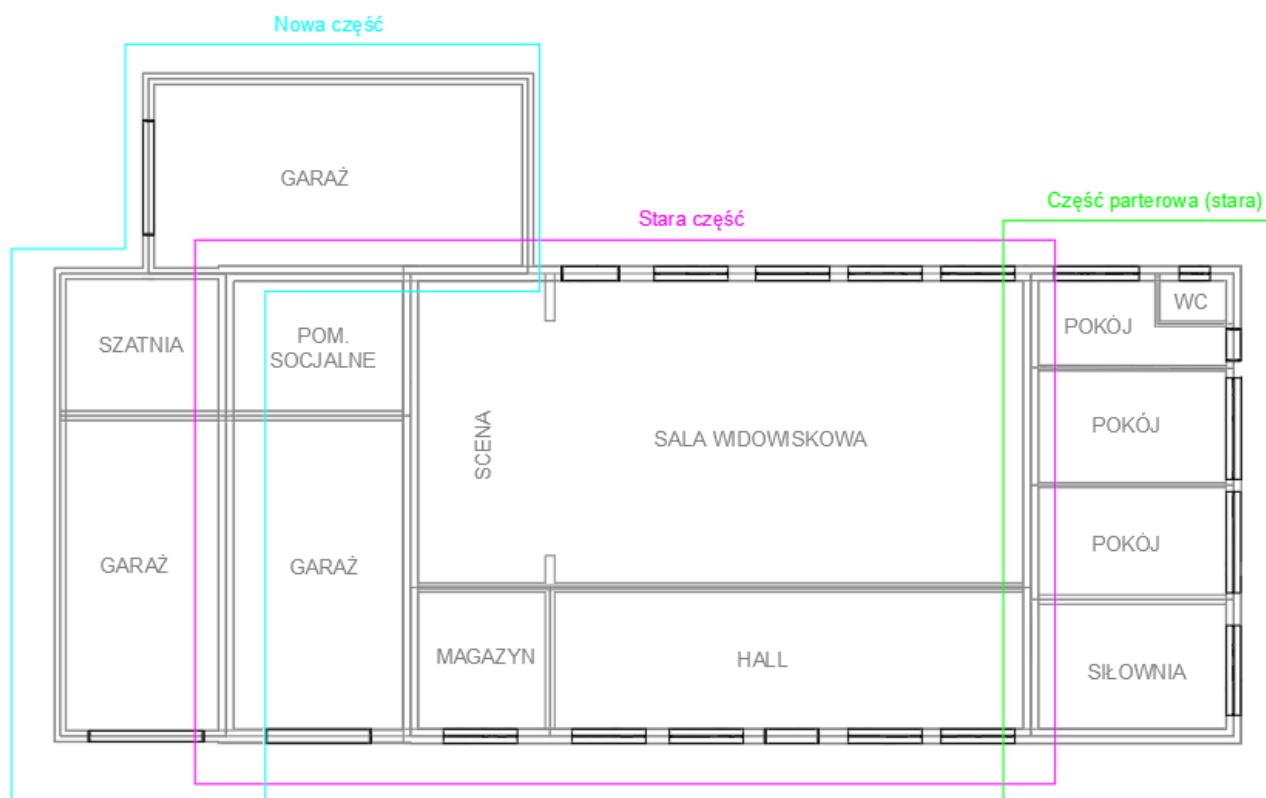 Nowa część
GARAŻ
Część parterowa (stara)
Stara część
WC
POKÓJ
POM.
SOCJALNE
SZATNIA
POKÓJ
SALA WIDOWISKOWA
SCENA
POKÓJ
GARAŻ
GARAŻ
MAGAZYN
HALL
SIŁOWNIA